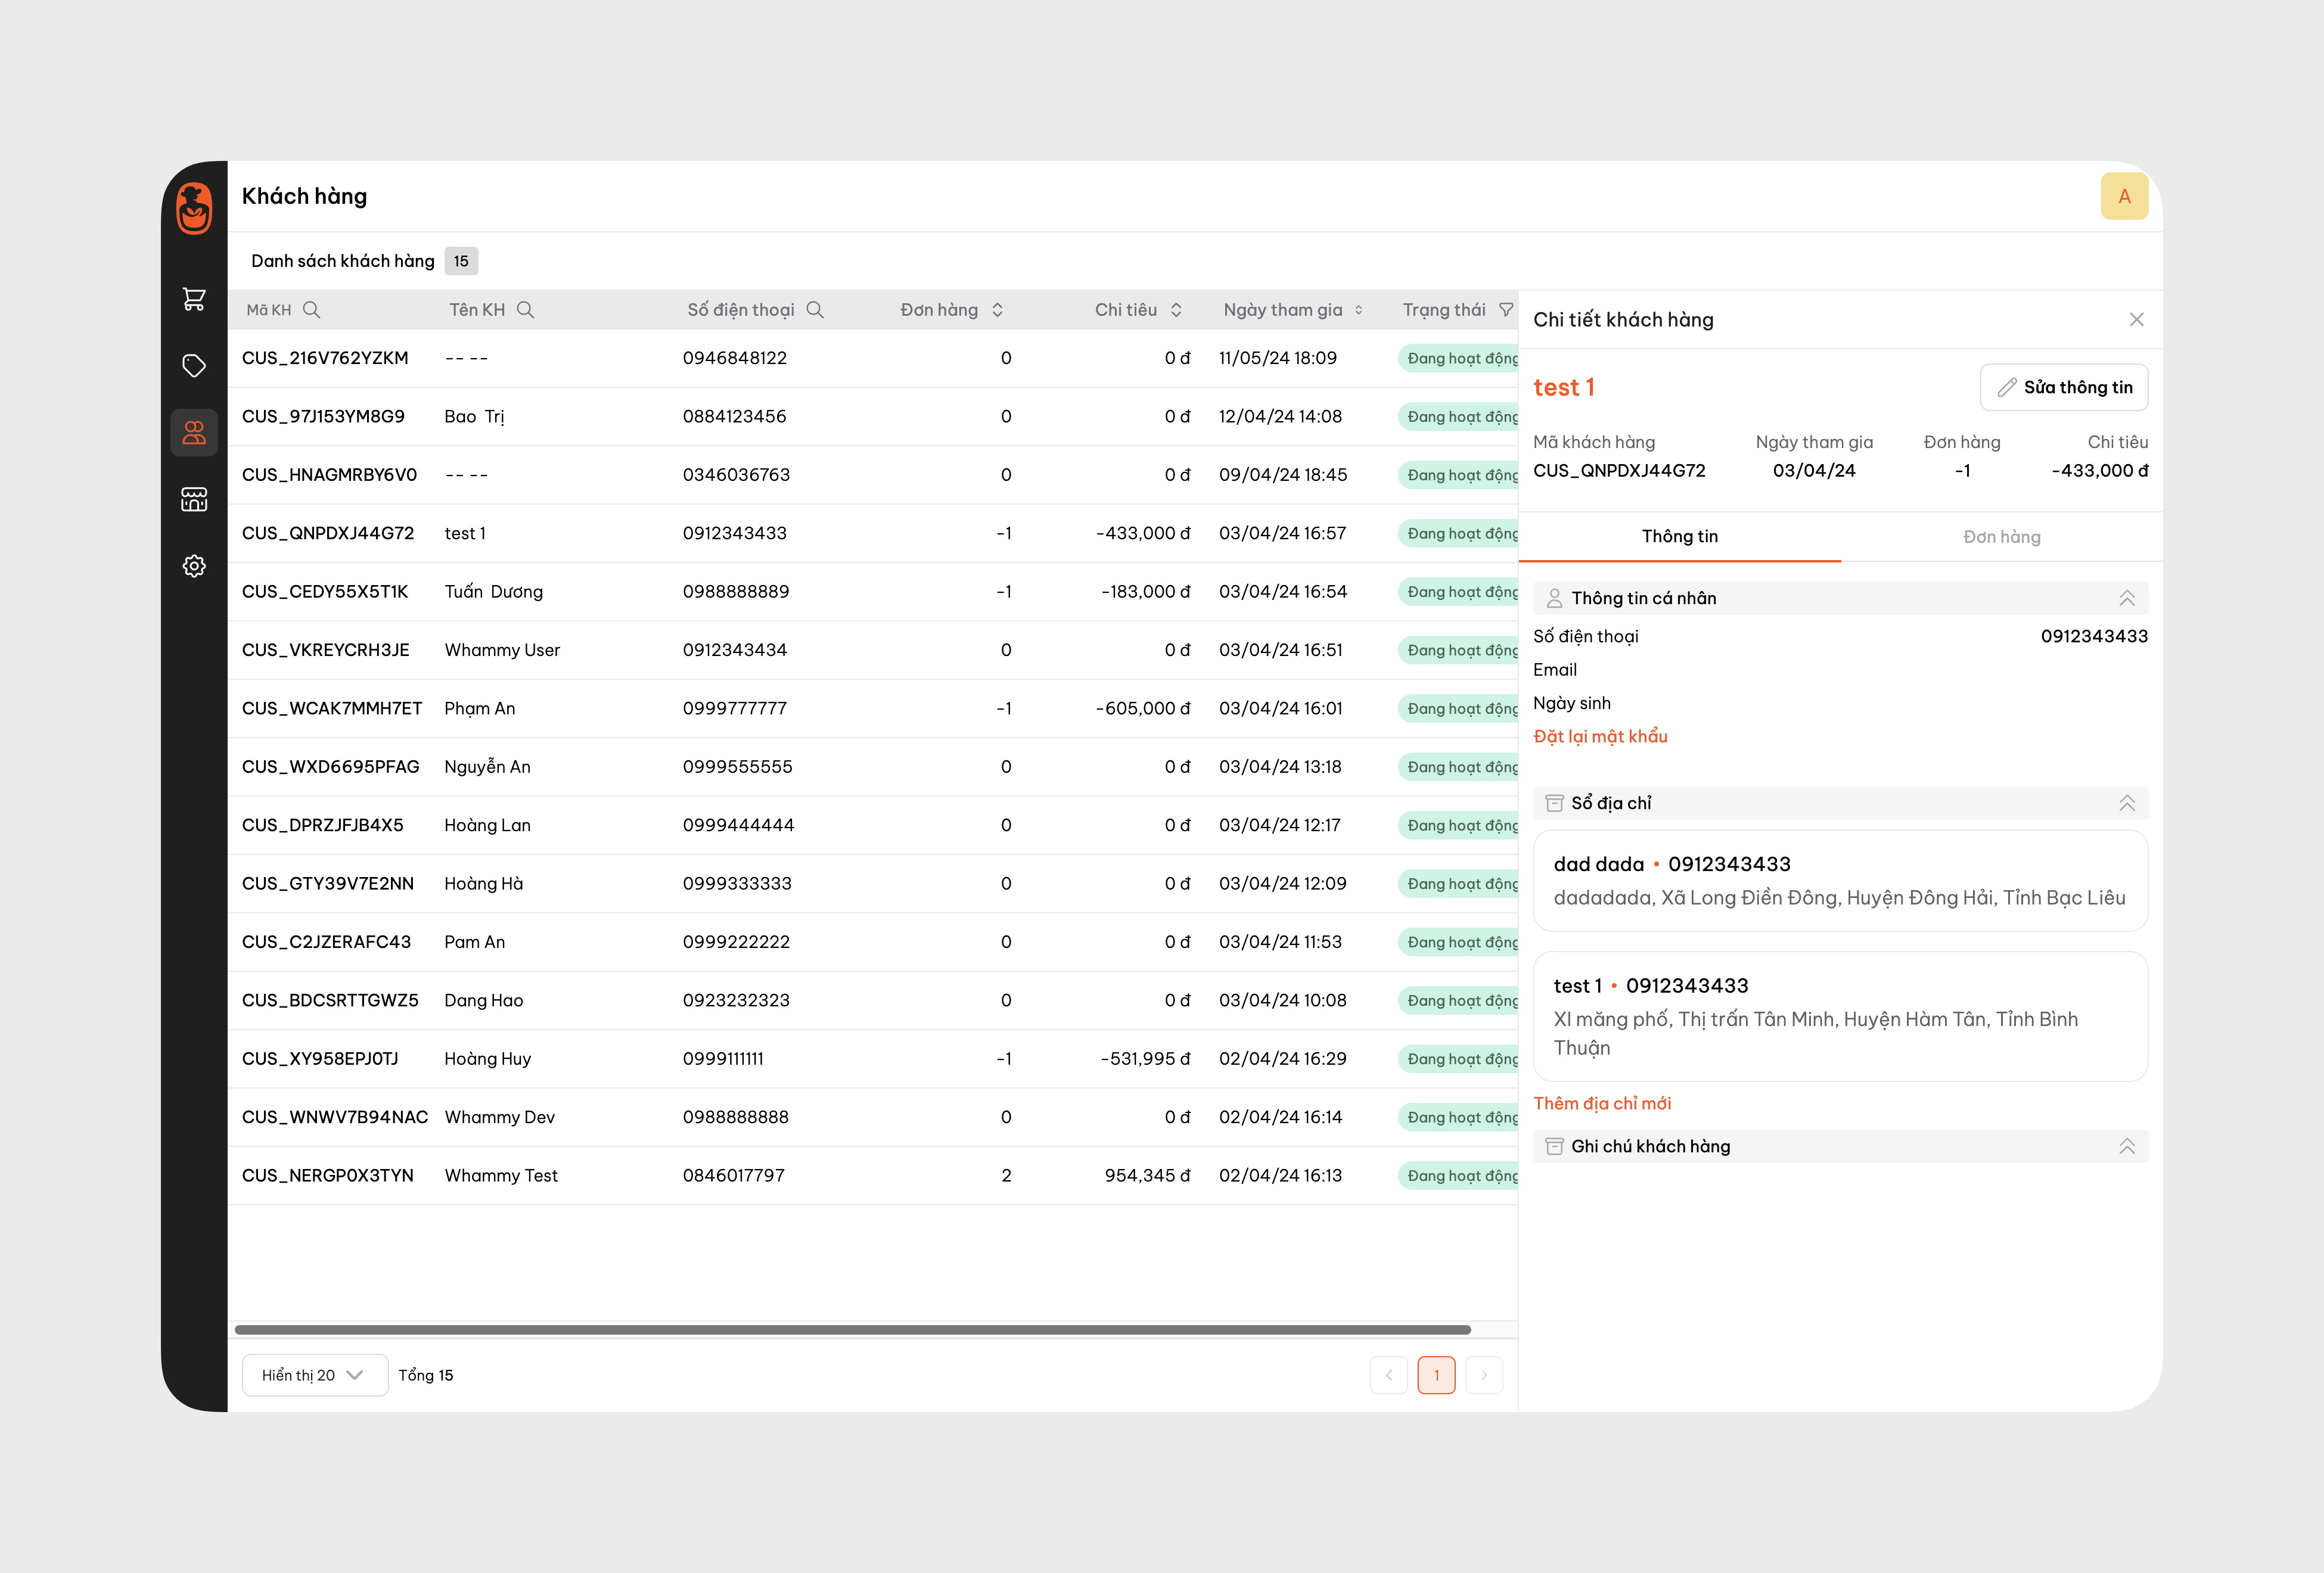 Khách hàng
A
Danh sách khách hàng 15
Mã KH Tên KH Số điện thoại Đơn hàng Chi tiêu Ngày tham gia Trạng thái
CUS_216V762YZKM -- -- 0946848122 0 0 đ 11/05/24 18:09 Đang hoạt động
CUS_97J153YM8G9 Bao Trị 0884123456 0 0 đ 12/04/24 14:08 Đang hoạt động
CUS_HNAGMRBY6V0 -- -- 0346036763 0 0 đ 09/04/24 18:45 Đang hoạt động
CUS_QNPDXJ44G72 test 1 0912343433 -1 -433,000 đ 03/04/24 16:57 Đang hoạt động
CUS_CEDY55X5T1K Tuấn Dương 0988888889 -1 -183,000 đ 03/04/24 16:54 Đang hoạt động
CUS_VKREYCRH3JE Whammy User 0912343434 0 0 đ 03/04/24 16:51 Đang hoạt động
CUS_WCAK7MMH7ET Phạm An 0999777777 -1 -605,000 đ 03/04/24 16:01 Đang hoạt động
CUS_WXD6695PFAG Nguyễn An 0999555555 0 0 đ 03/04/24 13:18 Đang hoạt động
CUS_DPRZJFJB4X5 Hoàng Lan 0999444444 0 0 đ 03/04/24 12:17 Đang hoạt động
CUS_GTY39V7E2NN Hoàng Hà 0999333333 0 0 đ 03/04/24 12:09 Đang hoạt động
CUS_C2JZERAFC43 Pam An 0999222222 0 0 đ 03/04/24 11:53 Đang hoạt động
CUS_BDCSRTTGWZ5 Dang Hao 0923232323 0 0 đ 03/04/24 10:08 Đang hoạt động
CUS_XY958EPJ0TJ Hoàng Huy 0999111111 -1 -531,995 đ 02/04/24 16:29 Đang hoạt động
CUS_WNWV7B94NAC Whammy Dev 0988888888 0 0 đ 02/04/24 16:14 Đang hoạt động
CUS_NERGP0X3TYN Whammy Test 0846017797 2 954,345 đ 02/04/24 16:13 Đang hoạt động
Hiển thị 20 Tổng 15
1
Chi tiết khách hàng
test 1 Sửa thông tin
Mã khách hàng Ngày tham gia Đơn hàng Chi tiêu
CUS_QNPDXJ44G72 03/04/24 -1 -433,000 đ
Thông tin Đơn hàng
Thông tin cá nhân
Số điện thoại 0912343433
Email
Ngày sinh
Đặt lại mật khẩu
Sổ địa chỉ
dad dada • 0912343433
dadadada, Xã Long Điền Đông, Huyện Đông Hải, Tỉnh Bạc Liêu
test 1 • 0912343433
XI măng phố, Thị trấn Tân Minh, Huyện Hàm Tân, Tỉnh Bình
Thuận
Thêm địa chỉ mới
Ghi chú khách hàng